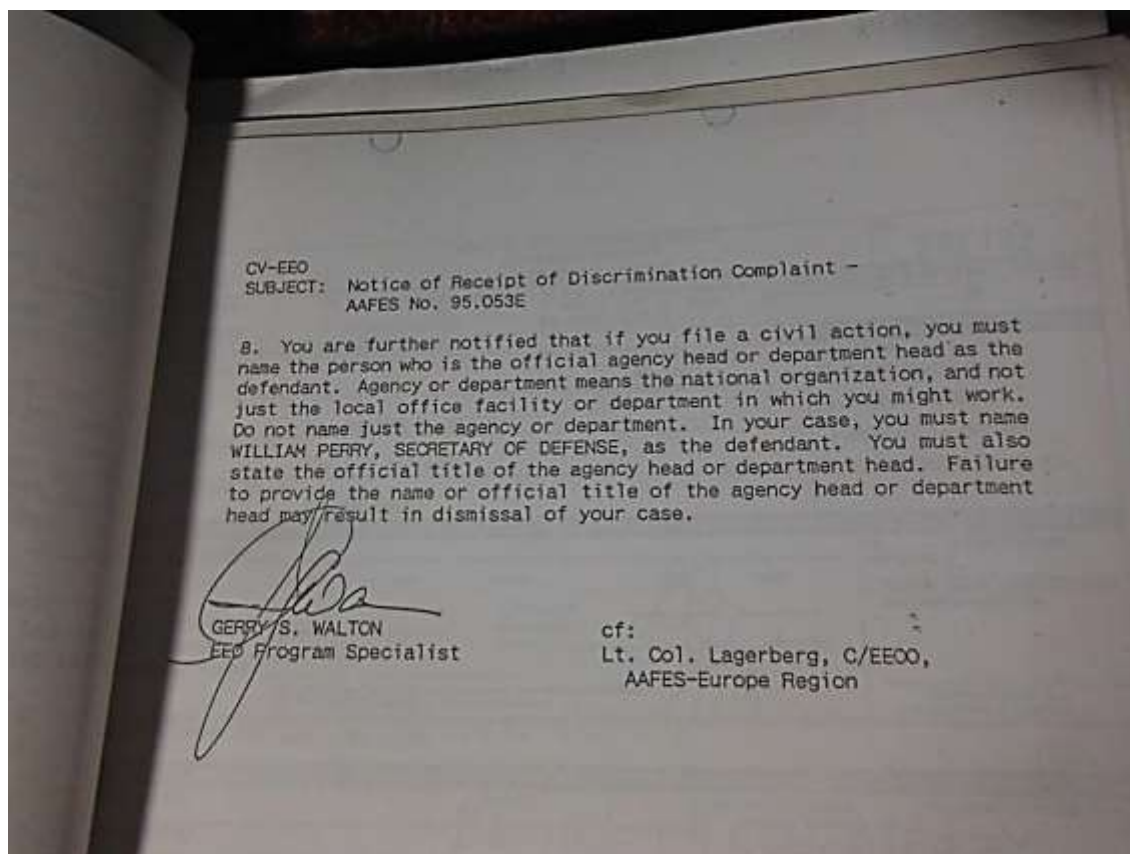 CV-EEO
SUBJECT: Notice of Receipt of Discrimination Complaint -
AAFES No. 95.053E
8. You are further notified that if you file a civil action, you must
name the person who is the official agency head or department head as the
defendant. Agency or department means the national organization, and not
just the local office facility or department in which you might work.
Do not name just the agency or department. In your case, you must name
WILLIAM PERRY, SECRETARY OF DEFENSE, as the defendant. You must also
state the official title of the agency head or department head. Failure
to provide the name or official title of the agency head or department
head may result in dismissal of your case.
GERRY S. WALTON
EEO Program Specialist
cf:
Lt. Col. Lagerberg, C/EEOO,
AAFES-Europe Region